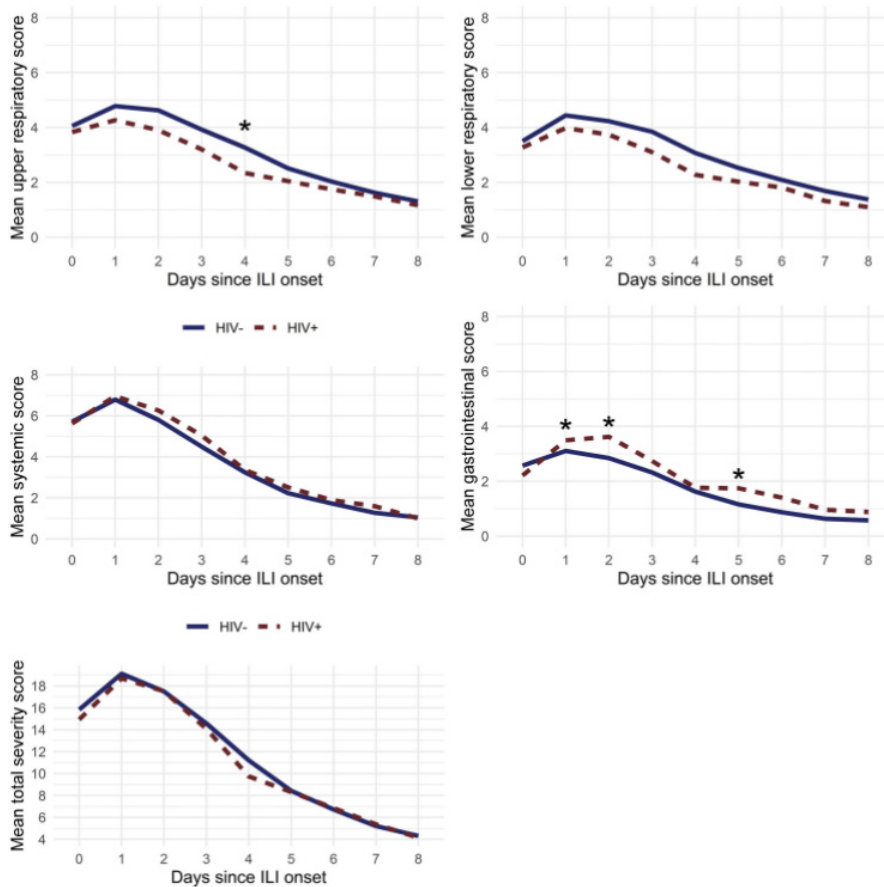 Mean upper respiratory score
8
6
4
2
0
*
0 1 2 3 4 5 6 7 8
Days since ILI onset
Mean lower respiratory score
8
6
4
2
0
0 1 2 3 4 5 6 7 8
Days since ILI onset
HIV- HIV+
Mean systemic score
8
6
4
2
0
0 1 2 3 4 5 6 7 8
Days since ILI onset
Mean gastrointestinal score
8
6
4
2
0
* * *
0 1 2 3 4 5 6 7 8
Days since ILI onset
HIV- HIV+
Mean total severity score
18
16
14
12
10
8
6
4
0 1 2 3 4 5 6 7 8
Days since ILI onset